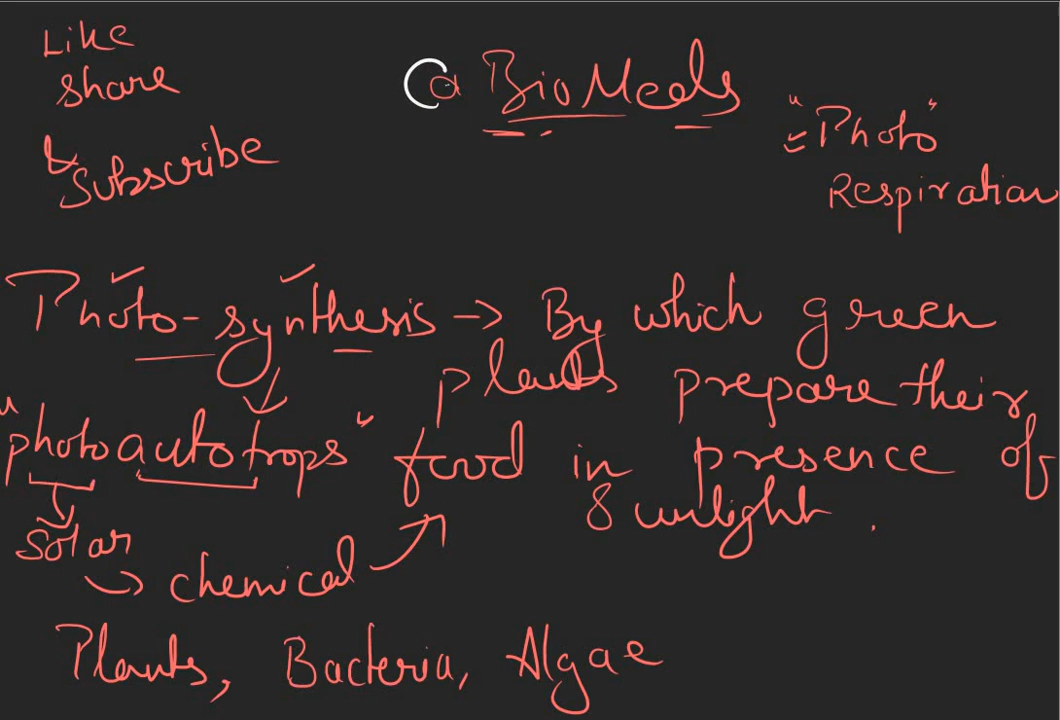 Like
Share
Subscribe
@ BioMeals
"Photo"
Respiration
Photo-synthesis → By which green
plants prepare their
"photoautotrops" food in presence of
sunlight.
solar
→ chemical
Plants, Bacteria, Algae